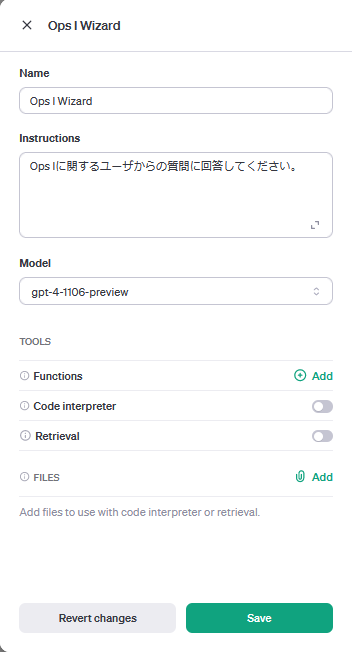 Ops I Wizard
Name
Ops I Wizard
Instructions
Ops Iに関するユーザからの質問に回答してください。
Model
gpt-4-1106-preview
TOOLS
Functions
Add
Code interpreter
Retrieval
FILES
Add
Add files to use with code interpreter or retrieval.
Revert changes
Save